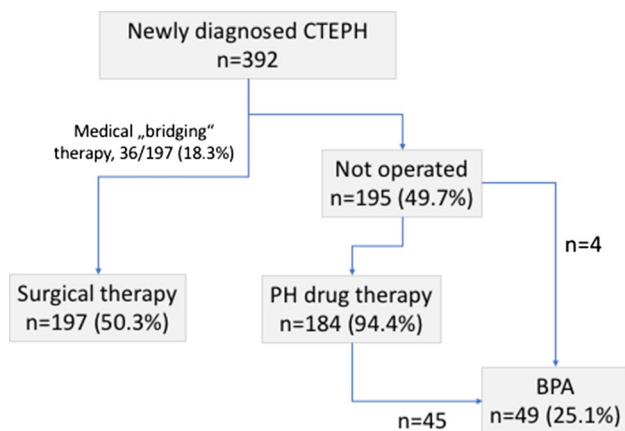 Newly diagnosed CTEPH
n=392
Medical „bridging“
therapy, 36/197 (18.3%)
Not operated
n=195 (49.7%)
n=4
Surgical therapy
n=197 (50.3%)
PH drug therapy
n=184 (94.4%)
BPA
n=49 (25.1%)
n=45